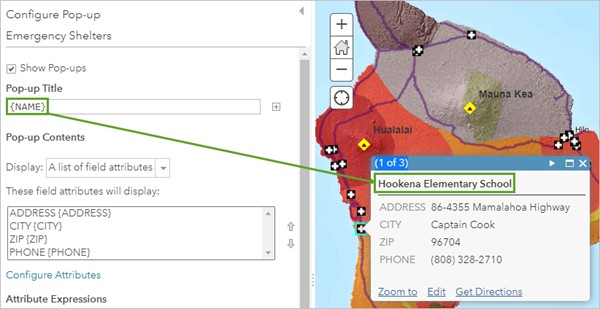 Configure Pop-up
Emergency Shelters
Show Pop-ups
Pop-up Title
{NAME}
Pop-up Contents
Display: A list of field attributes
These field attributes will display:
ADDRESS {ADDRESS}
CITY {CITY}
ZIP {ZIP}
PHONE {PHONE}
Configure Attributes
Attribute Expressions
Mauna Kea
Hualalai
Hilo
(1 of 3)
Hookena Elementary School
ADDRESS 86-4355 Mamalahoa Highway
CITY Captain Cook
ZIP 96704
PHONE (808) 328-2710
Zoom to Edit Get Directions